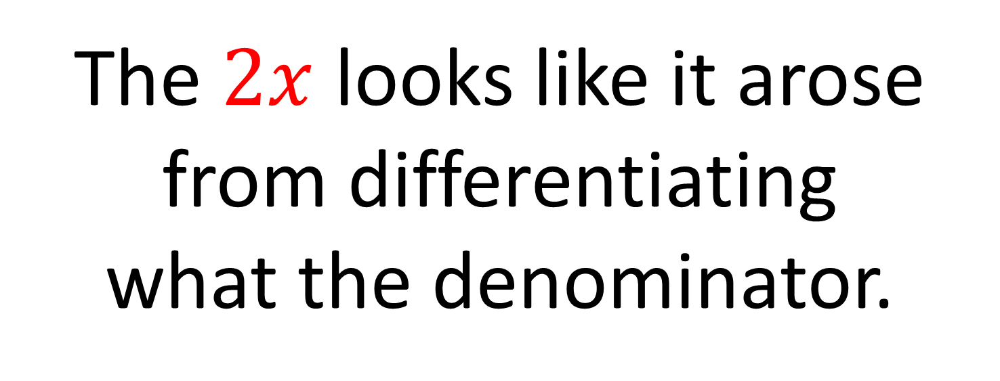 The 2x looks like it arose
from differentiating
what the denominator.